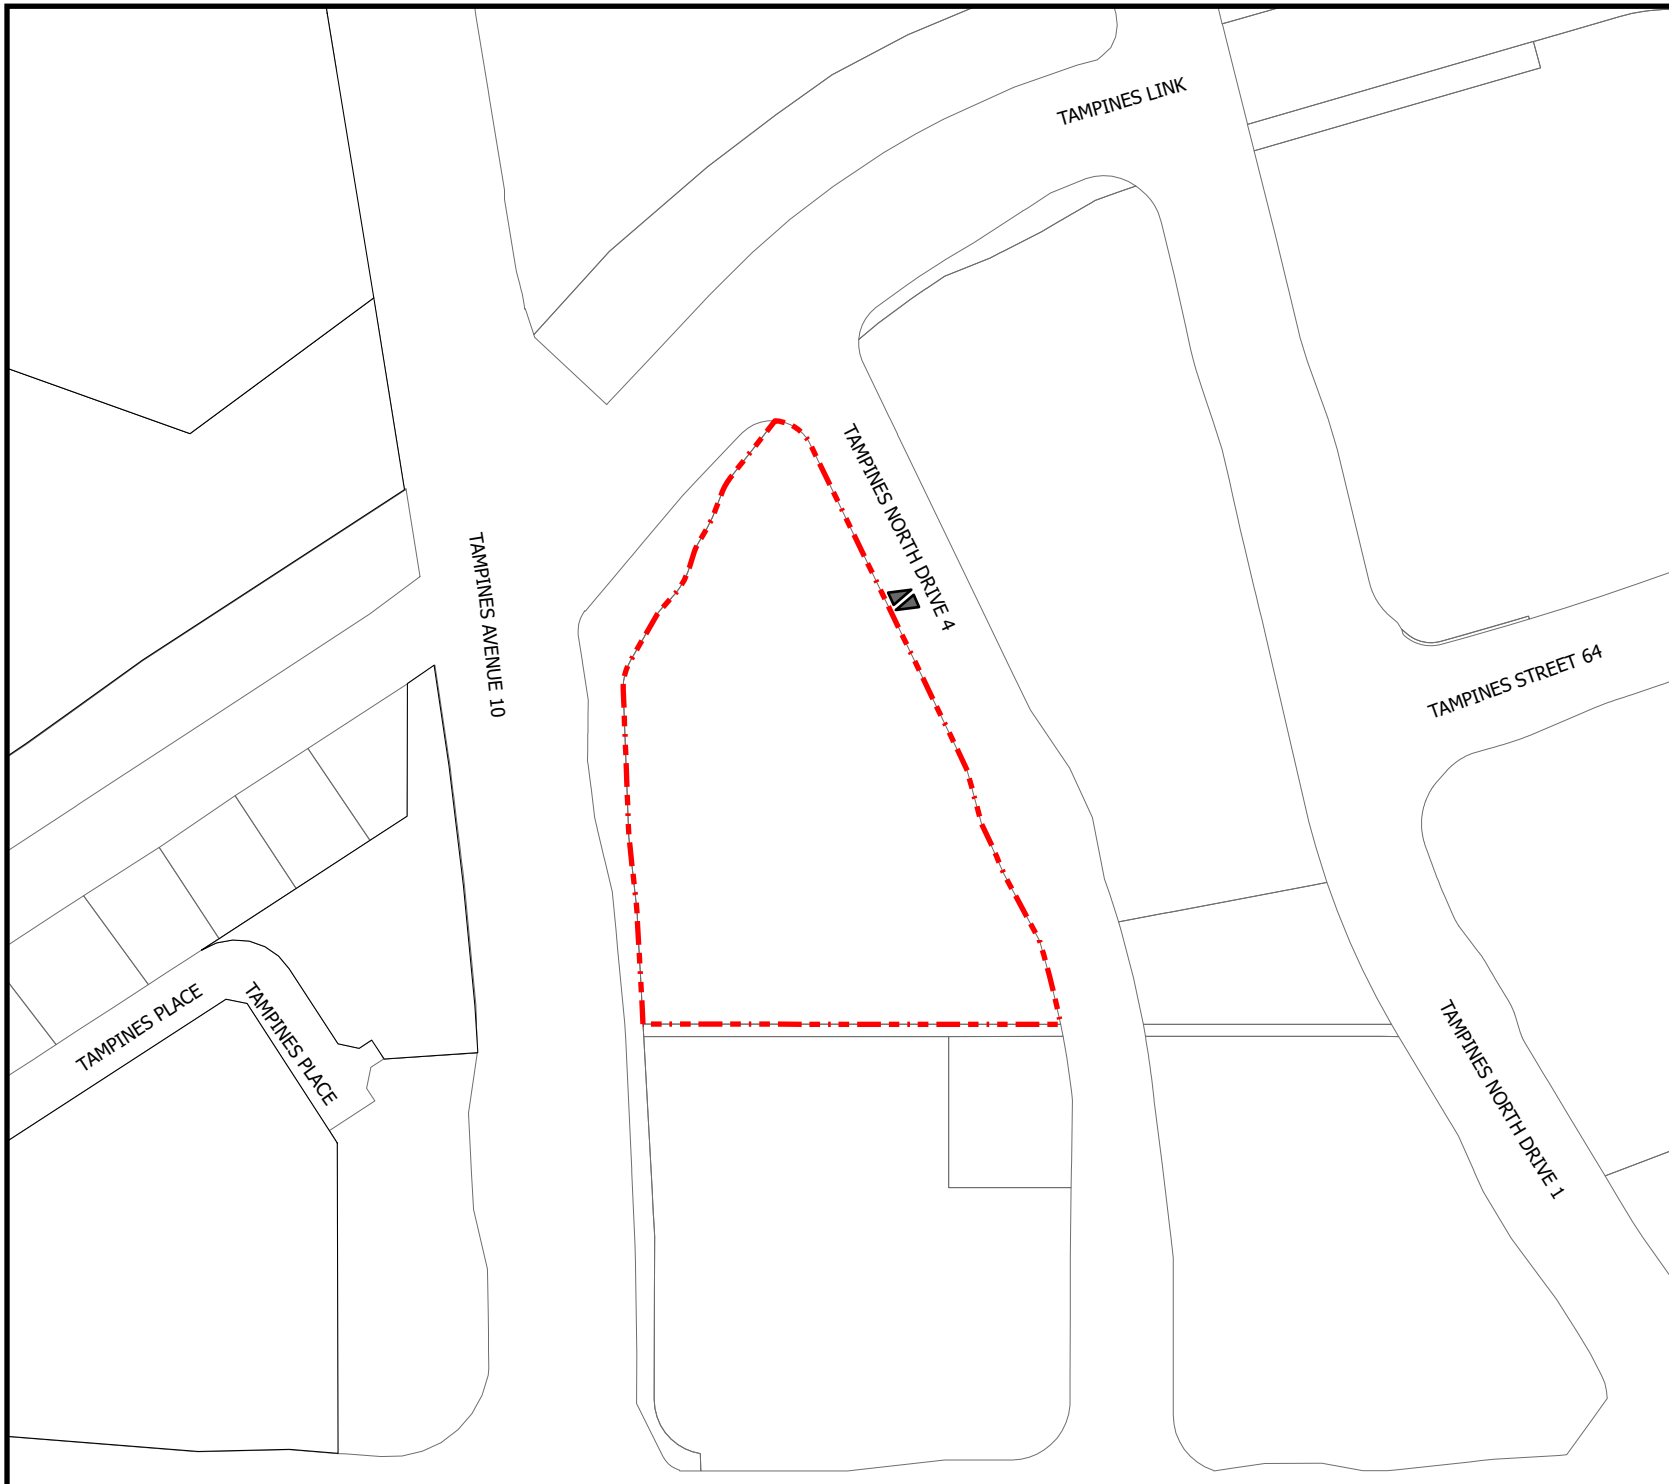 TAMPINES LINK
TAMPINES NORTH DRIVE 4
TAMPINES AVENUE 10
TAMPINES STREET 64
TAMPINES PLACE
TAMPINES PLACE
TAMPINES NORTH DRIVE 1